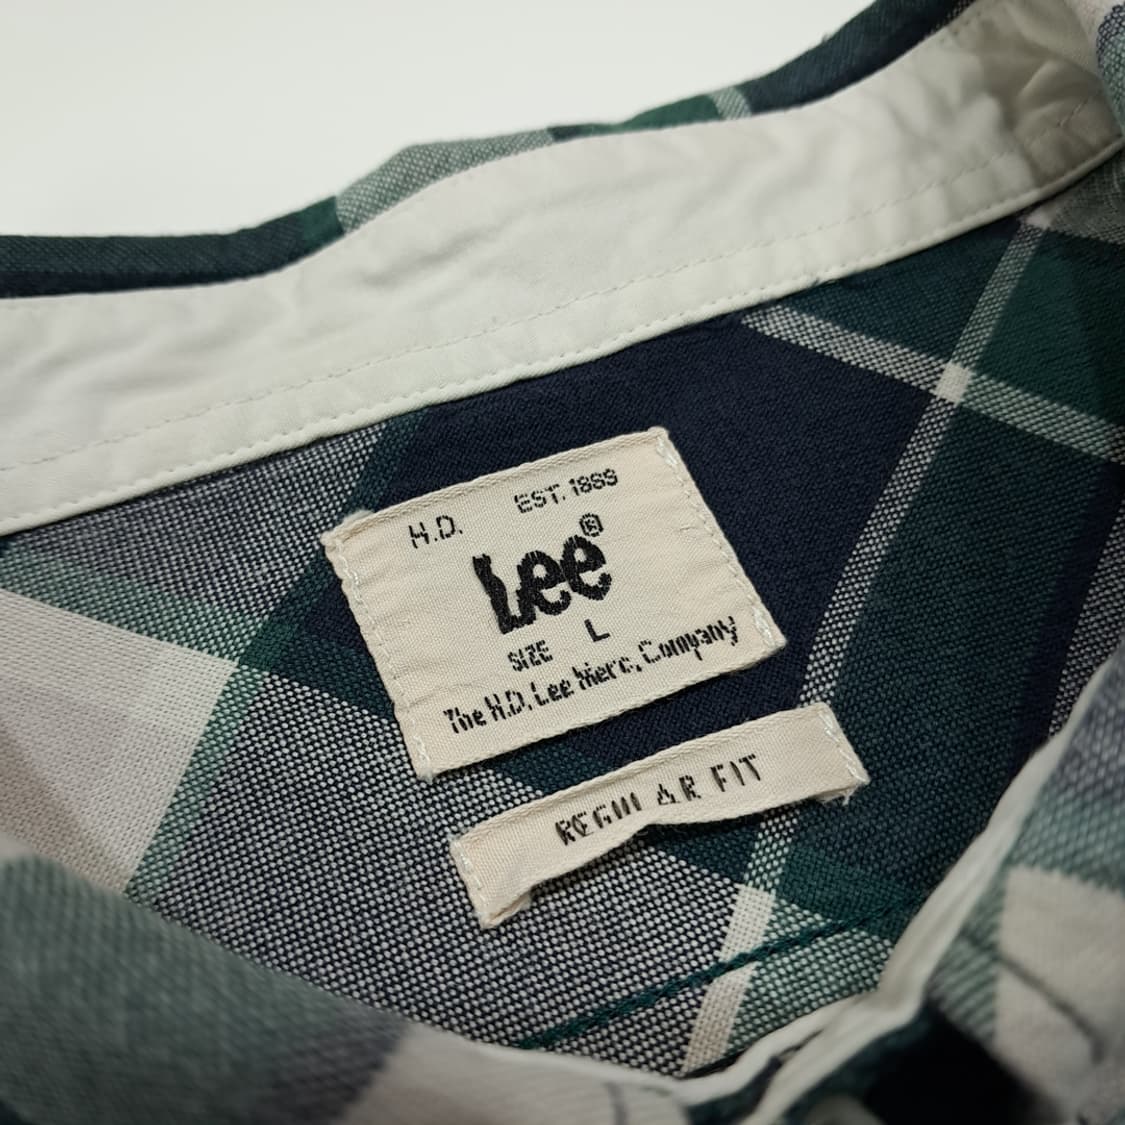 H.D. EST. 1889
Lee®
SIZE L
The H.D. Lee Merc. Company
REGULAR FIT